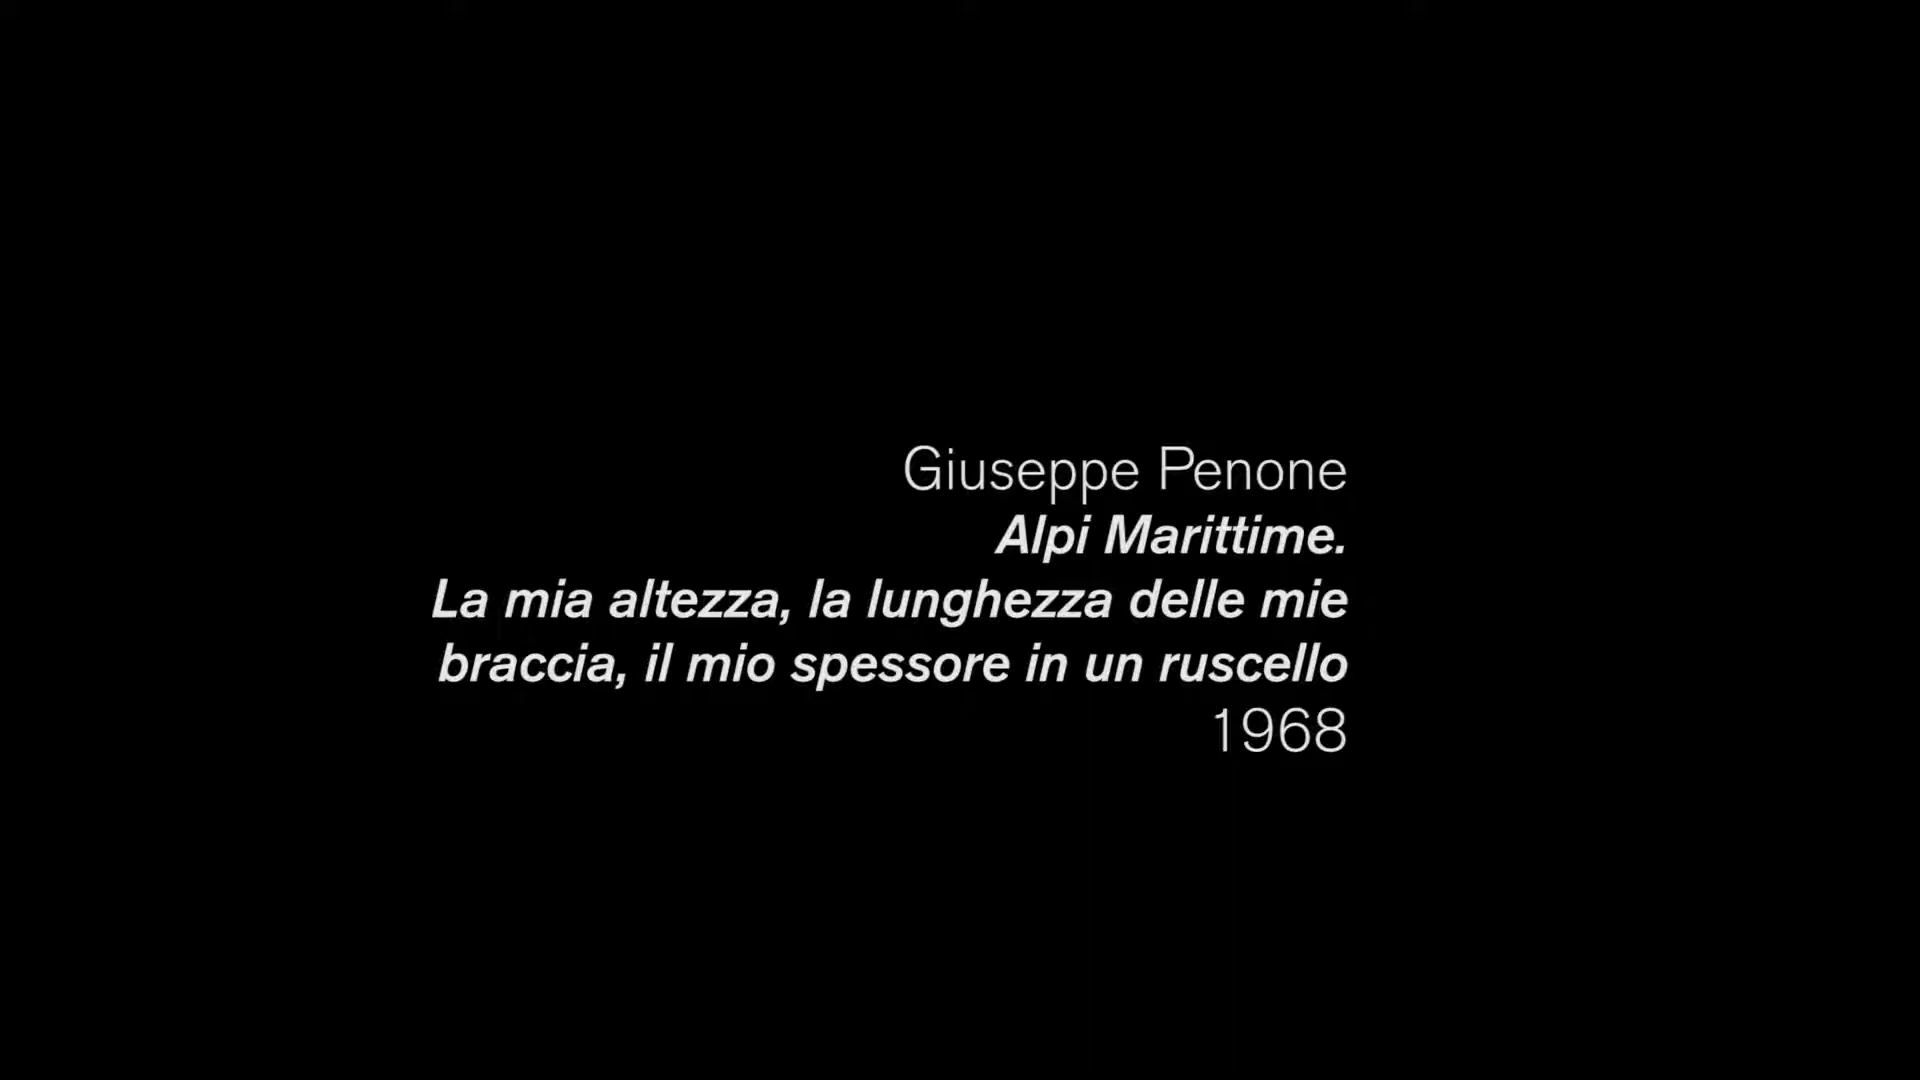 Giuseppe Penone
Alpi Marittime.
La mia altezza, la lunghezza delle mie
braccia, il mio spessore in un ruscello
1968